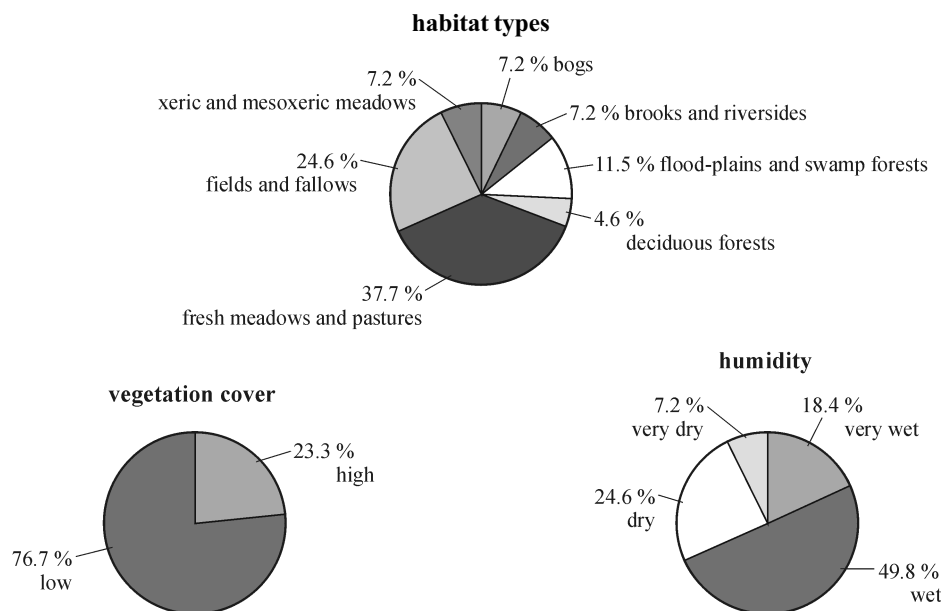 habitat types
7.2 % bogs
7.2 %
xeric and mesoxeric meadows
7.2 % brooks and riversides
24.6 %
fields and fallows
11.5 % flood-plains and swamp forests
4.6 %
deciduous forests
37.7 %
fresh meadows and pastures
vegetation cover
23.3 %
high
76.7 %
low
humidity
7.2 %
very dry
18.4 %
very wet
24.6 %
dry
49.8 %
wet